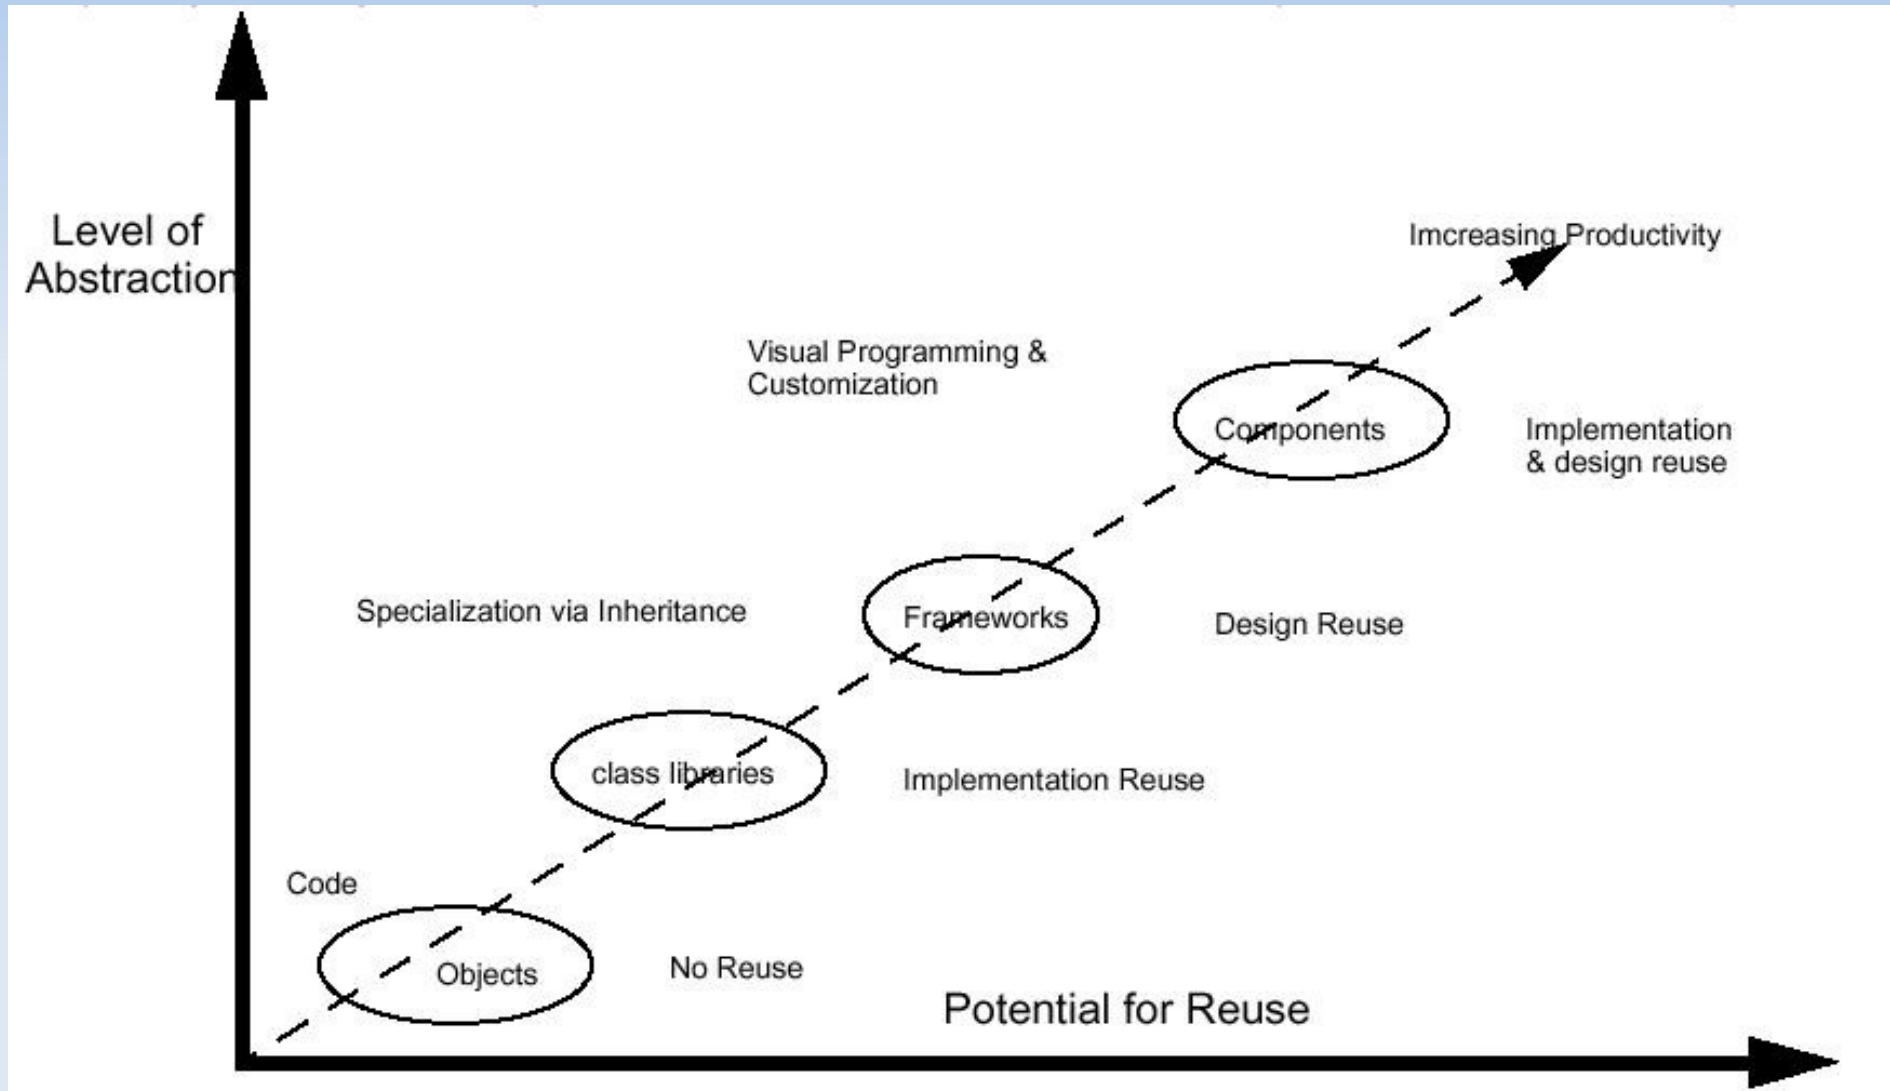 Level of
Abstraction
Imcreasing Productivity
Visual Programming &
Customization
Components
Implementation
& design reuse
Specialization via Inheritance
Frameworks
Design Reuse
class libraries
Implementation Reuse
Code
Objects
No Reuse
Potential for Reuse